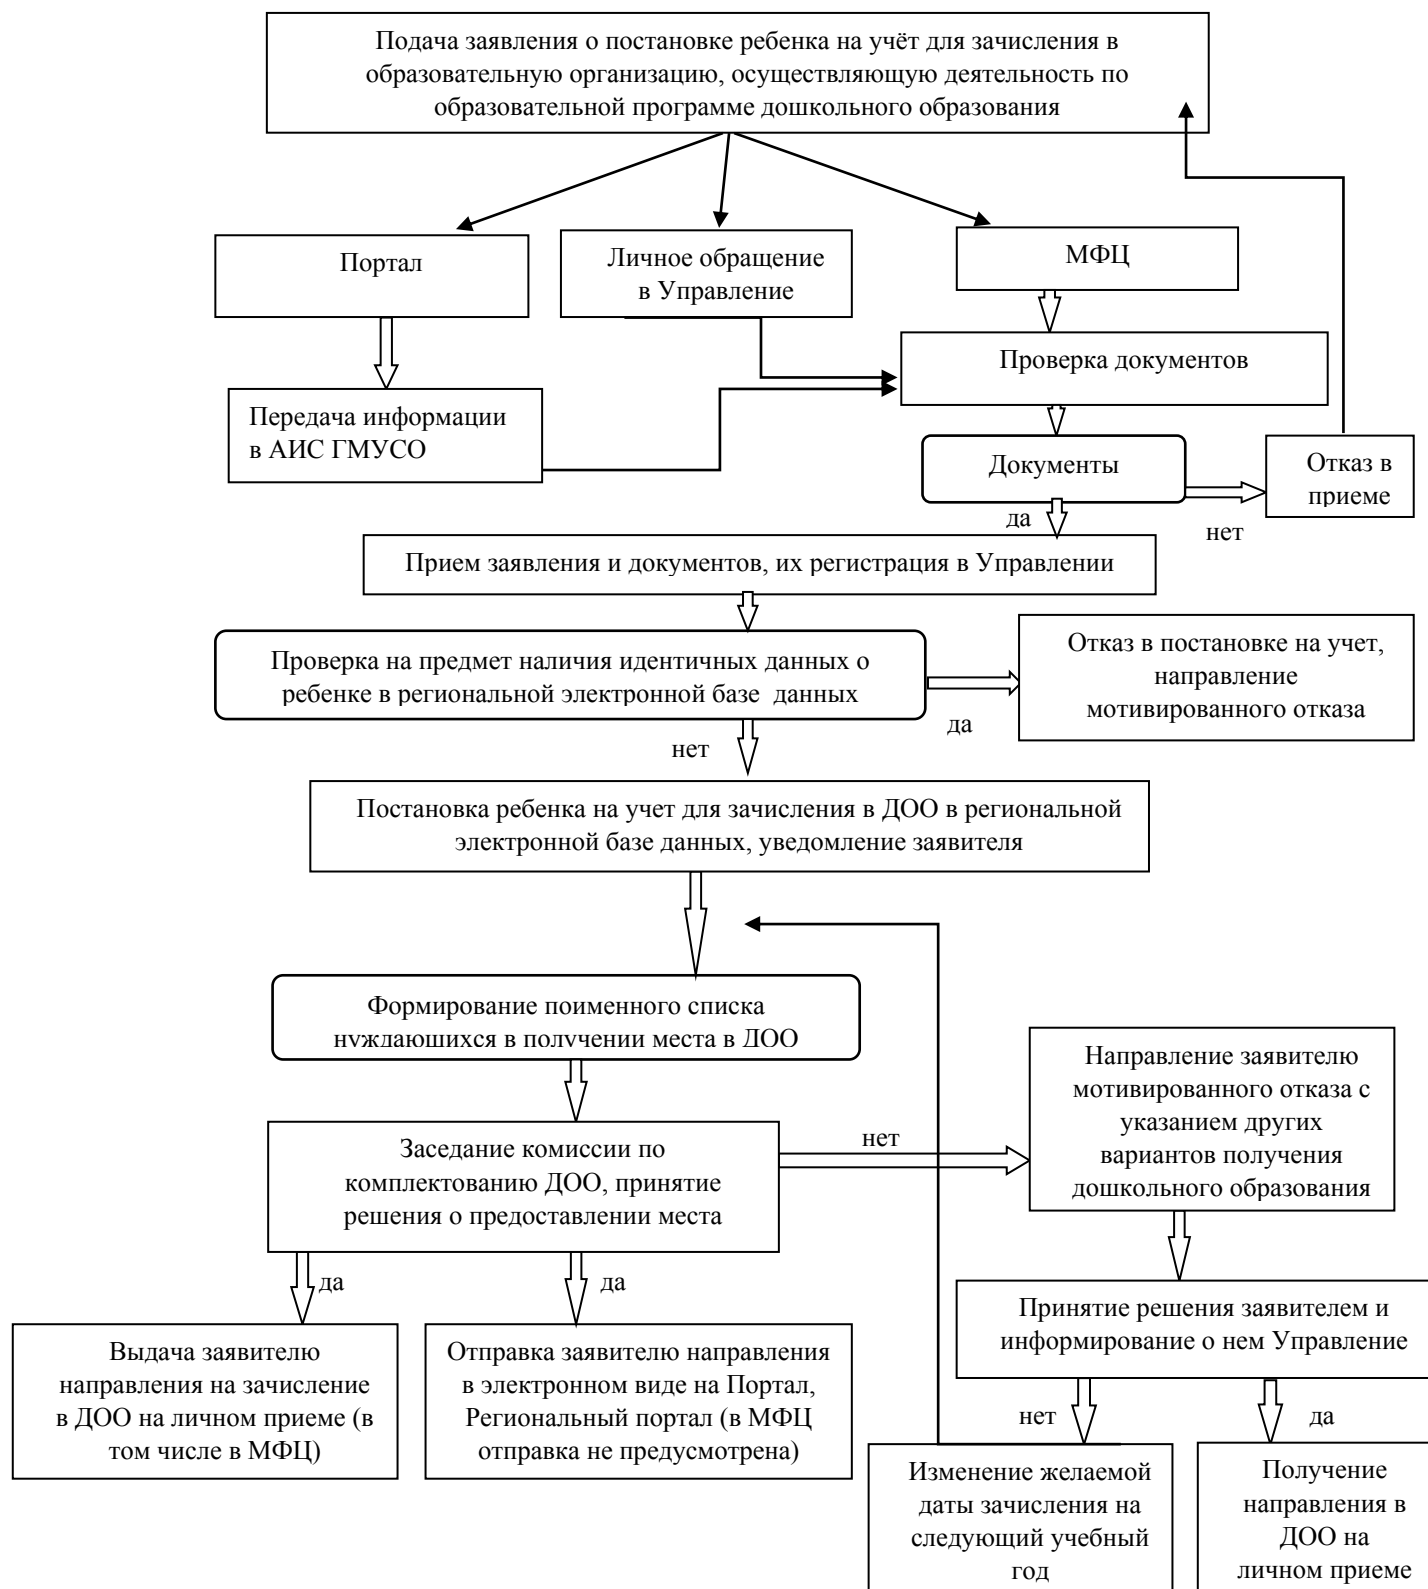 Подача заявления о постановке ребенка на учёт для зачисления в
образовательную организацию, осуществляющую деятельность по
образовательной программе дошкольного образования
Портал
Личное обращение
в Управление
МФЦ
Проверка документов
Передача информации
в АИС ГМУСО
Документы
Отказ в
приеме
да
нет
Прием заявления и документов, их регистрация в Управлении
Проверка на предмет наличия идентичных данных о
ребенке в региональной электронной базе данных
Отказ в постановке на учет,
направление
мотивированного отказа
да
нет
Постановка ребенка на учет для зачисления в ДОО в региональной
электронной базе данных, уведомление заявителя
Формирование поименного списка
нуждающихся в получении места в ДОО
Направление заявителю
мотивированного отказа с
указанием других
вариантов получения
дошкольного образования
нет
Заседание комиссии по
комплектованию ДОО, принятие
решения о предоставлении места
да
да
Принятие решения заявителем и
информирование о нем Управление
Выдача заявителю
направления на зачисление
в ДОО на личном приеме (в
том числе в МФЦ)
Отправка заявителю направления
в электронном виде на Портал,
Региональный портал (в МФЦ
отправка не предусмотрена)
нет
да
Изменение желаемой
даты зачисления на
следующий учебный
год
Получение
направления в
ДОО на
личном приеме